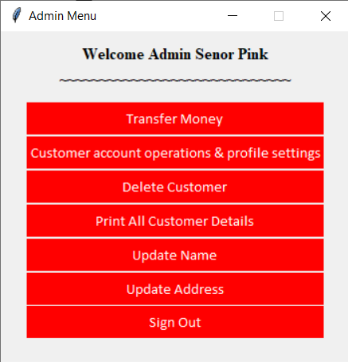 Admin Menu
Welcome Admin Senor Pink
~~~~~~~~~~~~~~~~~~~~~~~~~~~~
Transfer Money
Customer account operations & profile settings
Delete Customer
Print All Customer Details
Update Name
Update Address
Sign Out